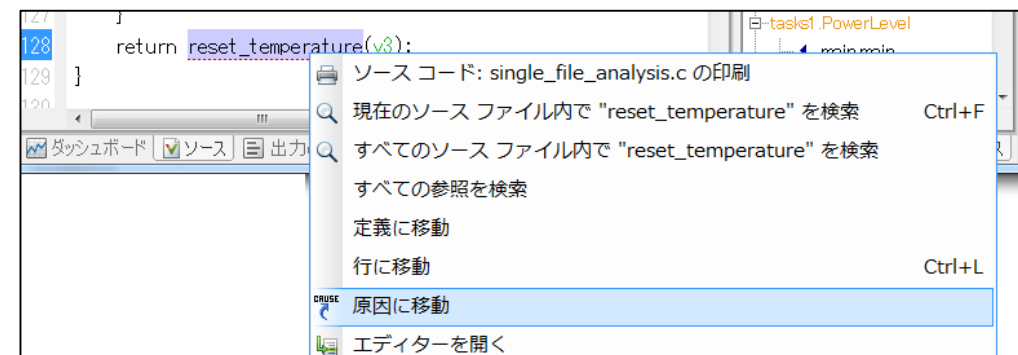 127 }
128 return reset_temperature(v3);
129 }
130
tasks1.PowerLevel
main.main
ソース コード: single_file_analysis.c の印刷
現在のソース ファイル内で "reset_temperature" を検索 Ctrl+F
ダッシュボード ソース 出力
すべてのソース ファイル内で "reset_temperature" を検索
すべての参照を検索
定義に移動
行に移動 Ctrl+L
CAUSE 原因に移動
エディターを開く